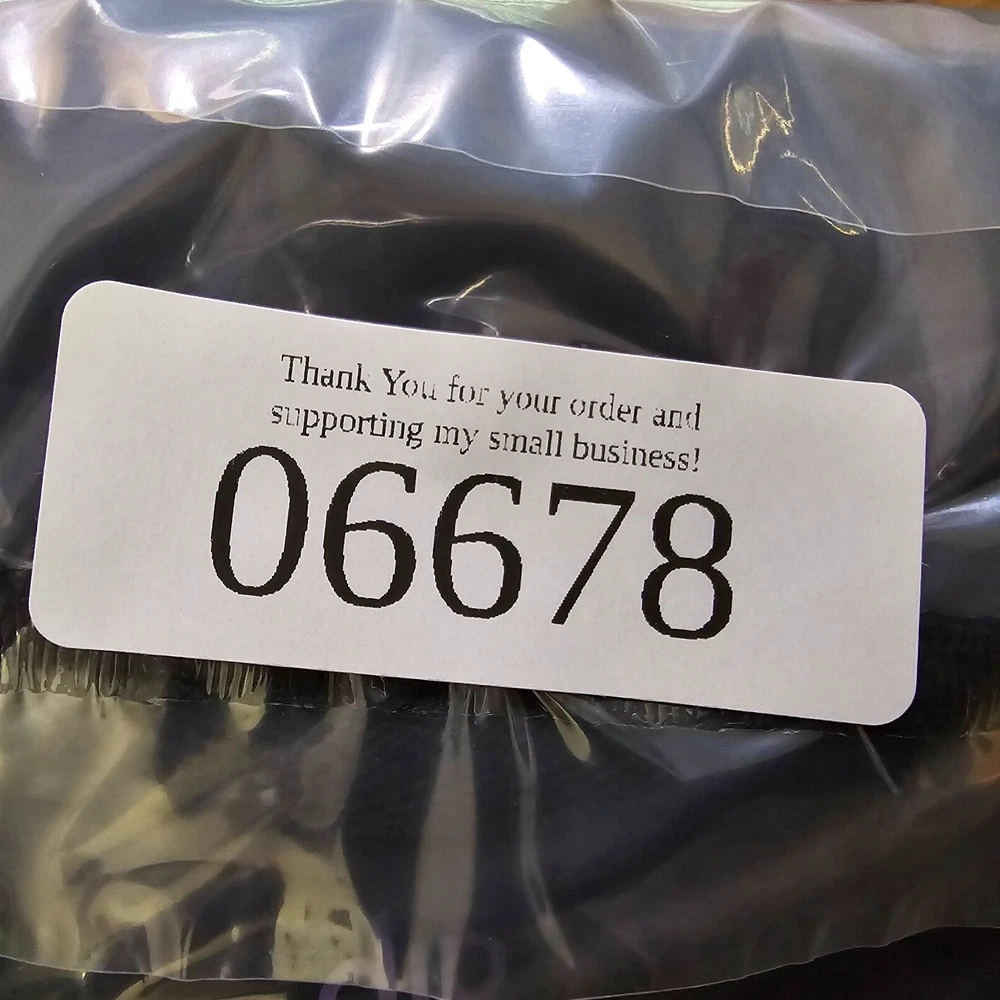 Thank You for your order and
supporting my small business!
06678